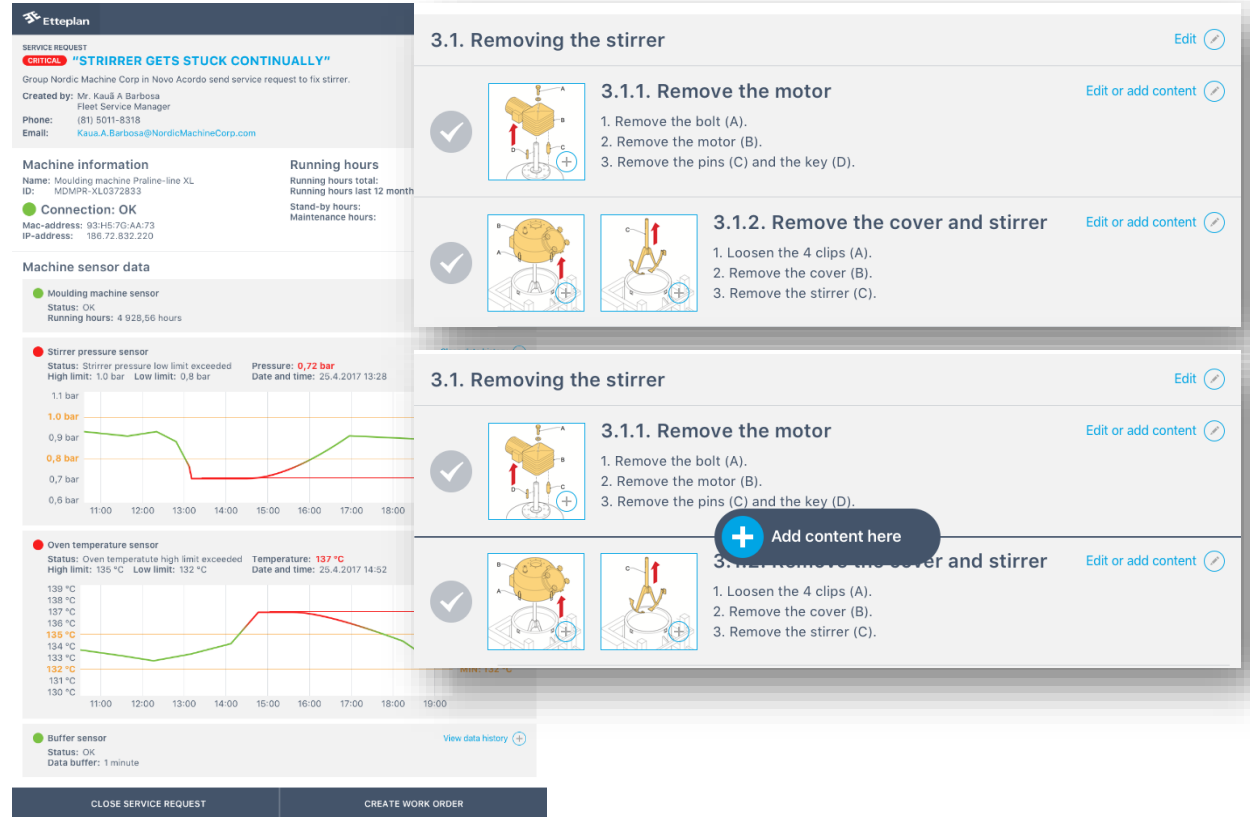 Etteplan
SERVICE REQUEST
CRITICAL "STRIRRER GETS STUCK CONTINUALLY"
Group Nordic Machine Corp in Novo Acordo send service request to fix stirrer.
Created by: Mr. Kauã A Barbosa
Fleet Service Manager
Phone: (81) 5011-8318
Email: Kaua.A.Barbosa@NordicMachineCorp.com
Machine information
Name: Moulding machine Praline-line XL
ID: MDMPR-XL0372833
Connection: OK
Mac-address: 93:H5:7G:AA:73
IP-address: 186.72.832.220
Running hours
Running hours total:
Running hours last 12 month
Stand-by hours:
Maintenance hours:
Machine sensor data
Moulding machine sensor
Status: OK
Running hours: 4 928,56 hours
Stirrer pressure sensor
Status: Strirrer pressure low limit exceeded Pressure: 0,72 bar
High limit: 1.0 bar Low limit: 0,8 bar Date and time: 25.4.2017 13:28
1.1 bar
1.0 bar
0,9 bar
0,8 bar
0,7 bar
0,6 bar
11:00 12:00 13:00 14:00 15:00 16:00 17:00 18:00
Oven temperature sensor
Status: Oven temperatute high limit exceeded Temperature: 137 °C
High limit: 135 °C Low limit: 132 °C Date and time: 25.4.2017 14:52
139 °C
138 °C
137 °C
136 °C
135 °C
134 °C
133 °C
132 °C
131 °C
130 °C
MIN: 132 °C
11:00 12:00 13:00 14:00 15:00 16:00 17:00 18:00 19:00
Buffer sensor View data history
Status: OK
Data buffer: 1 minute
CLOSE SERVICE REQUEST CREATE WORK ORDER
3.1. Removing the stirrer Edit
3.1.1. Remove the motor Edit or add content
1. Remove the bolt (A).
2. Remove the motor (B).
3. Remove the pins (C) and the key (D).
A
B
C
D
3.1.2. Remove the cover and stirrer Edit or add content
1. Loosen the 4 clips (A).
2. Remove the cover (B).
3. Remove the stirrer (C).
B
A
C
3.1. Removing the stirrer Edit
3.1.1. Remove the motor Edit or add content
1. Remove the bolt (A).
2. Remove the motor (B).
3. Remove the pins (C) and the key (D).
A
B
C
D
Add content here
3.1.2. Remove the cover and stirrer Edit or add content
1. Loosen the 4 clips (A).
2. Remove the cover (B).
3. Remove the stirrer (C).
B
A
C